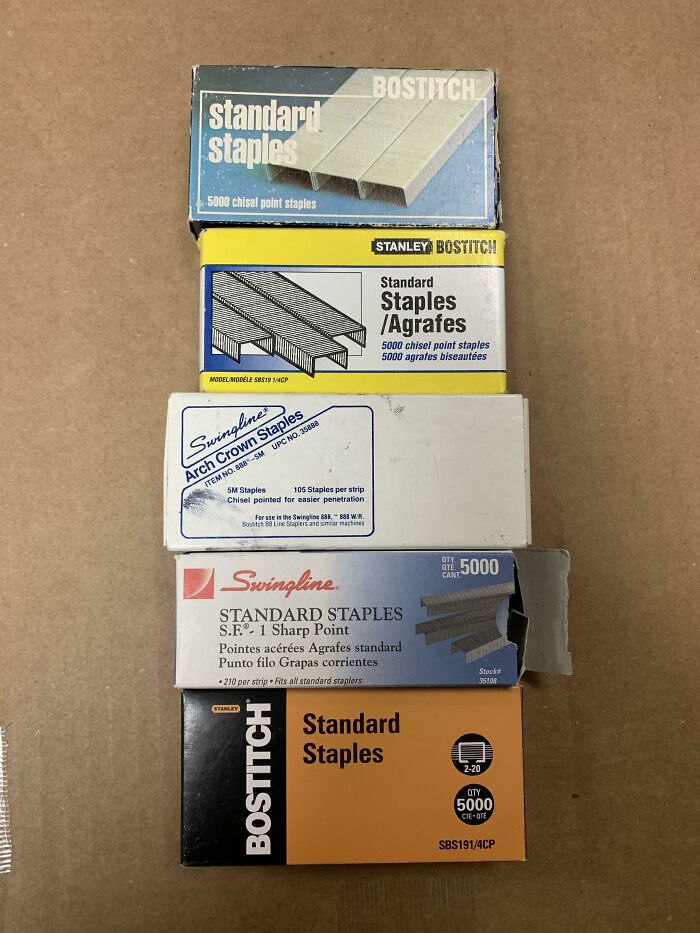 BOSTITCH
standard
staples
5000 chisel point staples
STANLEY BOSTITCH
Standard
Staples
/Agrafes
5000 chisel point staples
5000 agrafes biseautées
MODEL/MODÈLE SBS19 1/4CP
Swingline®
Arch Crown Staples
ITEM NO. 888®-5M UPC NO. 35888
5M Staples 105 Staples per strip
Chisel pointed for easier penetration
For use in the Swingline 888, ™ 888 W/R.
Bostitch B8 Line Staplers and similar machines
Swingline®
QTY.
QTÉ.
CANT.
5000
STANDARD STAPLES
S.F.®- 1 Sharp Point
Pointes acérées Agrafes standard
Punto filo Grapas corrientes
• 210 per strip • Fits all standard staplers
Stock#
35108
STANLEY
BOSTITCH
Standard
Staples
2-20
QTY
5000
CTE • QTÉ
SBS191/4CP